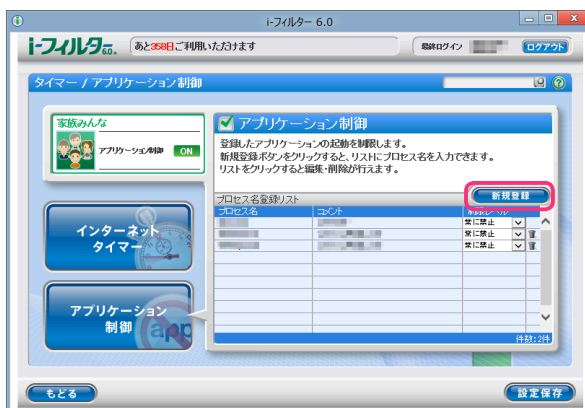 i-フィルター 6.0
i-フィルター6.0. あと358日ご利用いただけます 最終ログイン ログアウト
タイマー / アプリケーション制御
家族みんな
アプリケーション制御 ON
インターネット
タイマー
アプリケーション
制御
app
アプリケーション制御
登録したアプリケーションの起動を制限します。
新規登録ボタンをクリックすると、リストにプロセス名を入力できます。
リストをクリックすると編集・削除が行えます。
プロセス名登録リスト 新規登録
プロセス名 コメント 制限レベル
常に禁止
常に禁止
常に禁止
件数:2件
もどる 設定保存